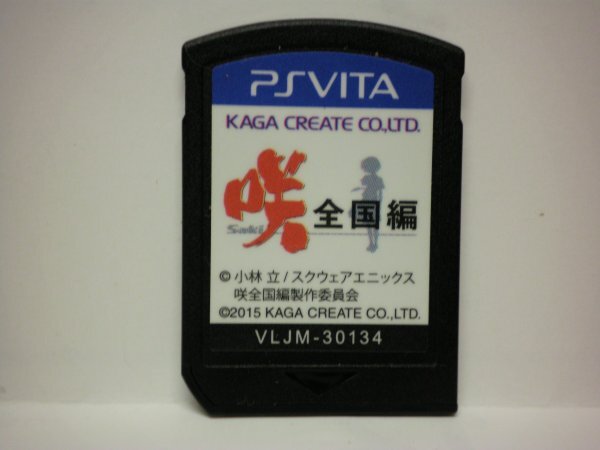 PSVITA
KAGA CREATE CO.,LTD.
咲 全国編
Saki
© 小林 立/スクウェアエニックス
咲全国編製作委員会
©2015 KAGA CREATE CO.,LTD.
VLJM-30134